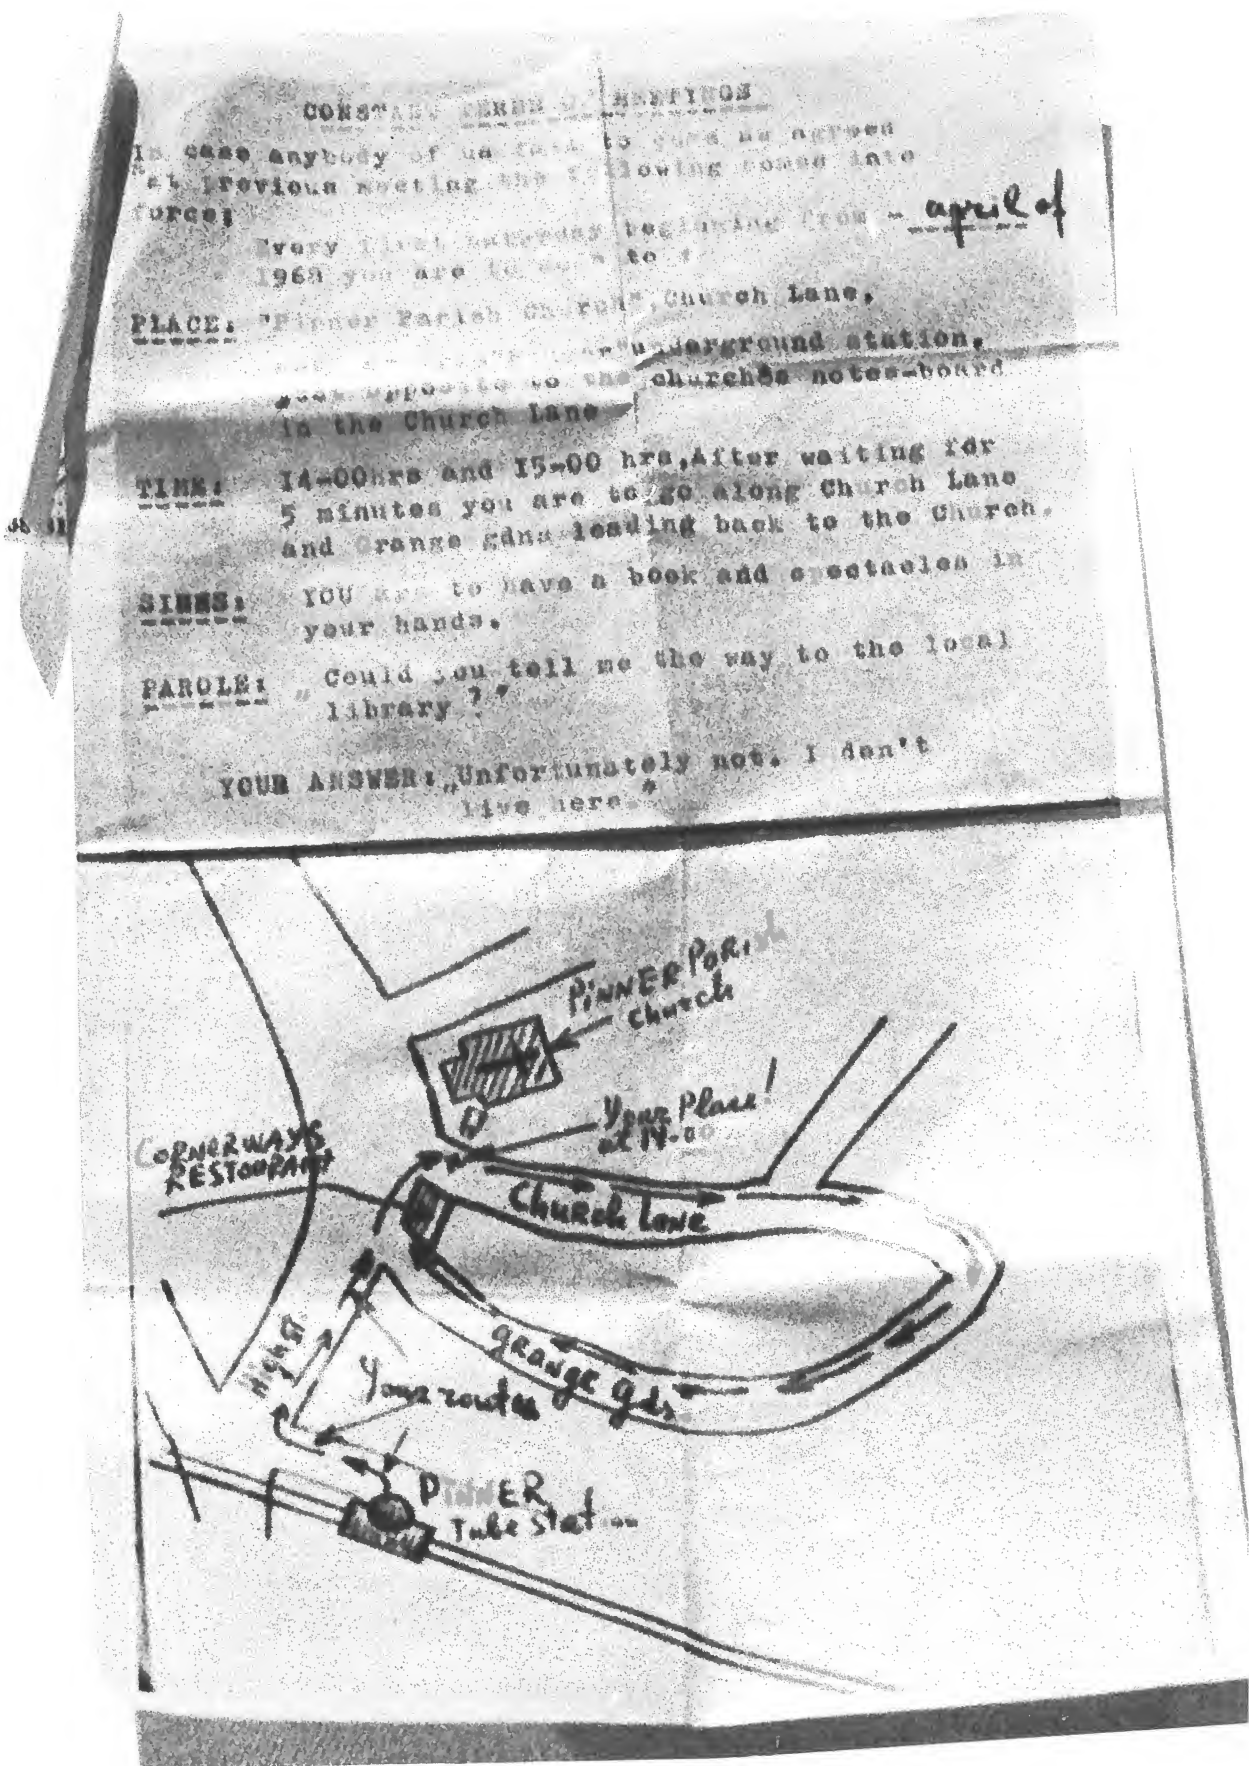 CONSTANT TERMS OF MEETINGS
In case anybody of us fail to come as agreed
at previous meeting the following comes into
force:
Every first Saturday beginning from - april of
1968 you are to come to
PLACE: "Pinner Parish Church", Church Lane,
underground station,
opposite to the church's notes-board
in the Church Lane
TIME: I4-00hrs and I5-00 hrs,After waiting for
5 minutes you are to go along Church Lane
and Grange gdns leading back to the Church.
SIGNS: YOU are to have a book and spectacles in
your hands.
PAROLE: „ Could you tell me the way to the local
library ?"
YOUR ANSWER: „Unfortunately not. I don't
live here."
PINNER PORISH
Church
Your Place!
at 14-00
CORNERWAYS
RESTOURANT
Church Lane
grange gds.
High St
Your routes
PINNER
Tube Station